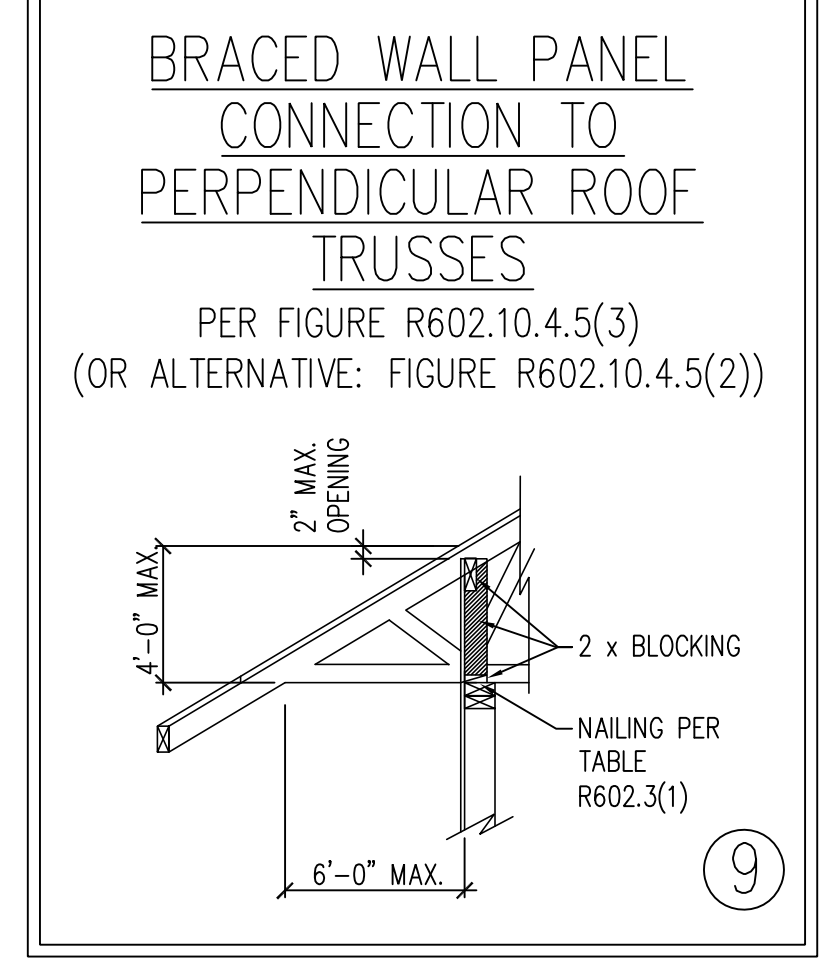 BRACED WALL PANEL
CONNECTION TO
PERPENDICULAR ROOF
TRUSSES
PER FIGURE R602.10.4.5(3)
(OR ALTERNATIVE: FIGURE R602.10.4.5(2))
2" MAX.
OPENING
4'-0" MAX.
2 x BLOCKING
NAILING PER
TABLE
R602.3(1)
6'-0" MAX.
9